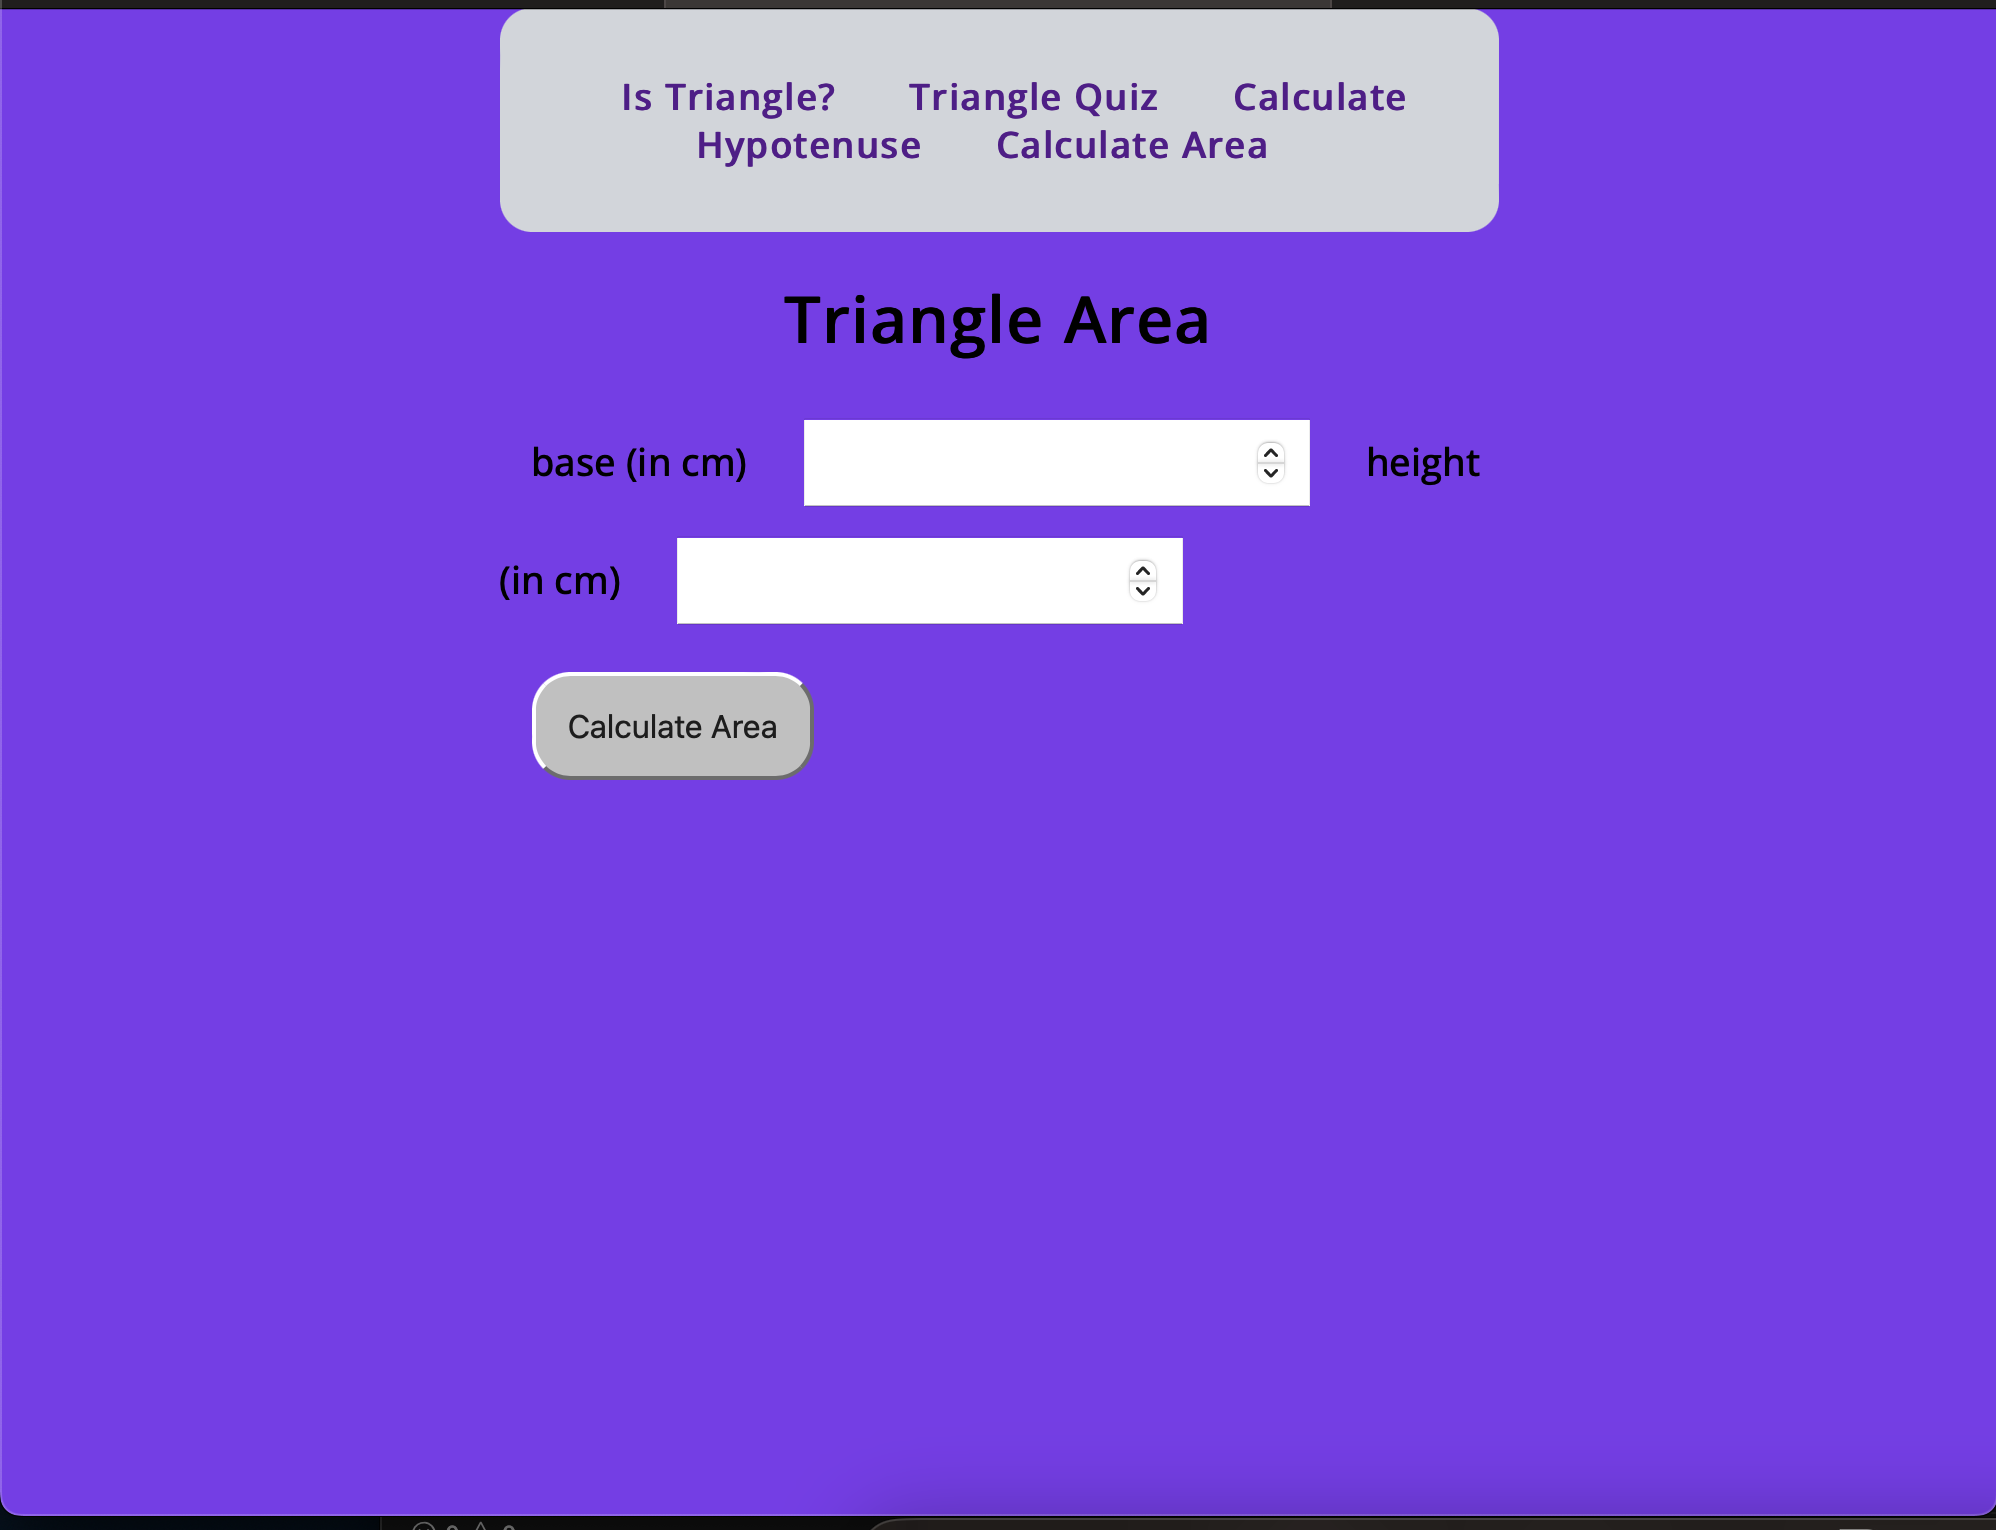 Is Triangle? Triangle Quiz Calculate
Hypotenuse Calculate Area
Triangle Area
base (in cm) height
(in cm)
Calculate Area